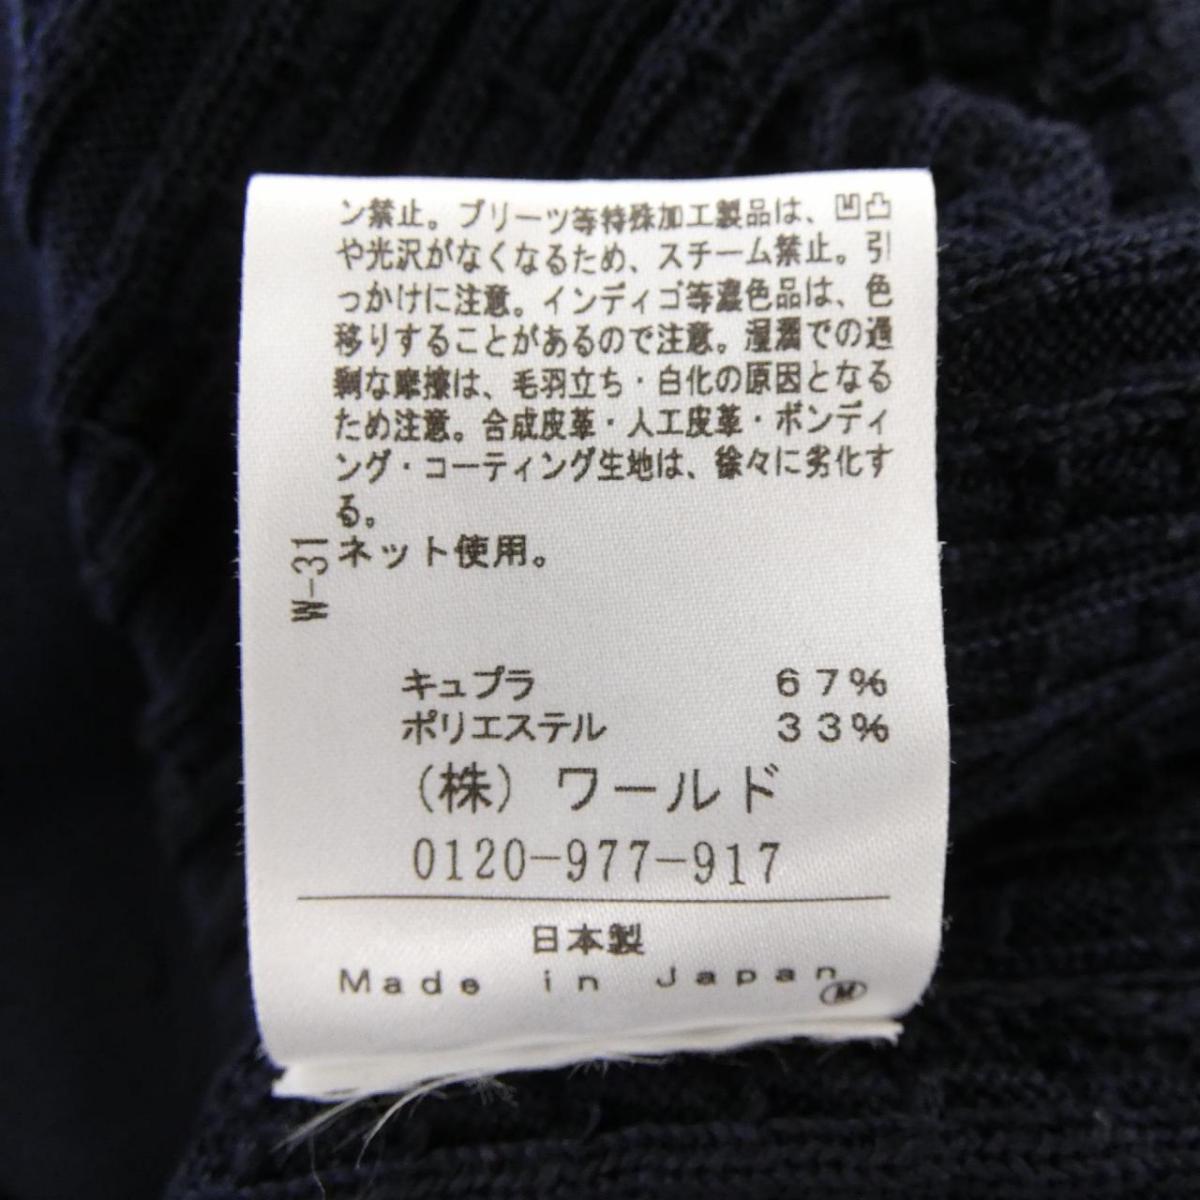 ン禁止。プリーツ等特殊加工製品は、凹凸
や光沢がなくなるため、スチーム禁止。引
っかけに注意。インディゴ等濃色品は、色
移りすることがあるので注意。湿潤での過
剰な摩擦は、毛羽立ち・白化の原因となる
ため注意。合成皮革・人工皮革・ボンディ
ング・コーティング生地は、徐々に劣化す
る。
ネット使用。
W-31
キュプラ 67%
ポリエステル 33%
(株) ワールド
0120-977-917
日本製
Made in Japan
M